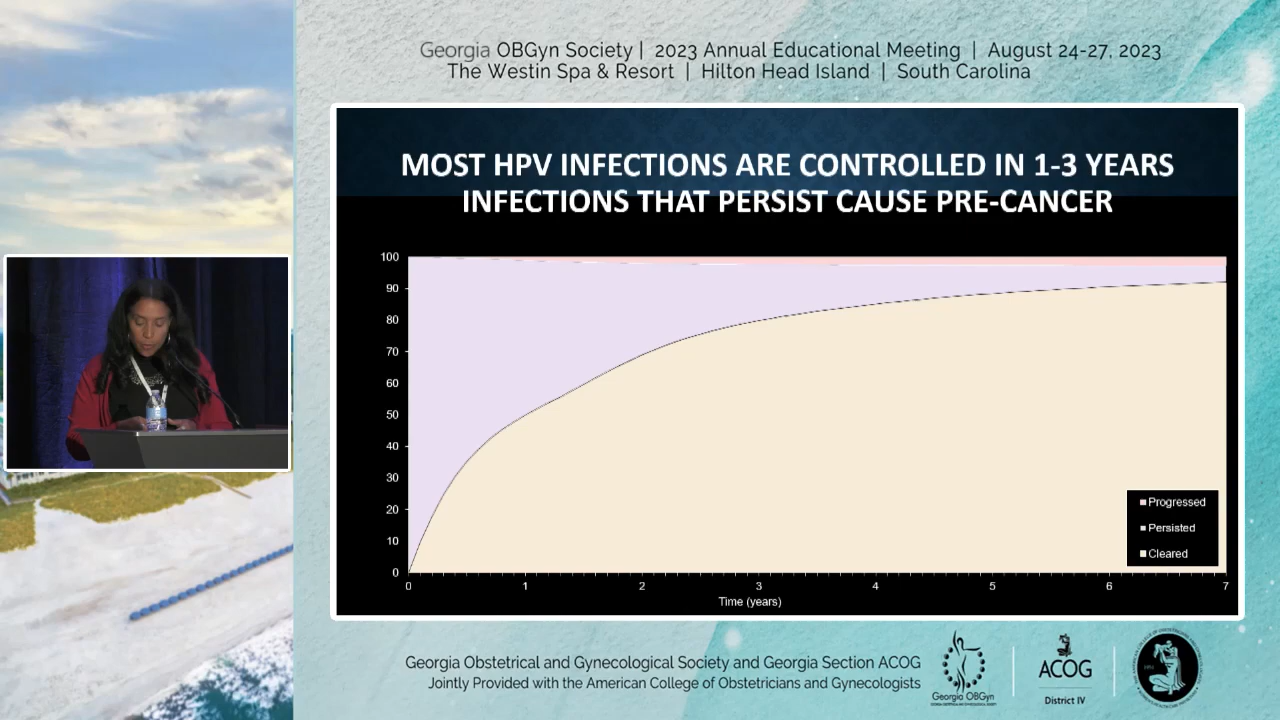 Georgia OBGyn Society | 2023 Annual Educational Meeting | August 24-27, 2023
The Westin Spa & Resort | Hilton Head Island | South Carolina
MOST HPV INFECTIONS ARE CONTROLLED IN 1-3 YEARS
INFECTIONS THAT PERSIST CAUSE PRE-CANCER
100
90
80
70
60
50
40
30
20
10
0
0 1 2 3 4 5 6 7
Time (years)
Progressed
Persisted
Cleared
Georgia Obstetrical and Gynecological Society and Georgia Section ACOG
Jointly Provided with the American College of Obstetricians and Gynecologists
Georgia OBGyn
ACOG
District IV